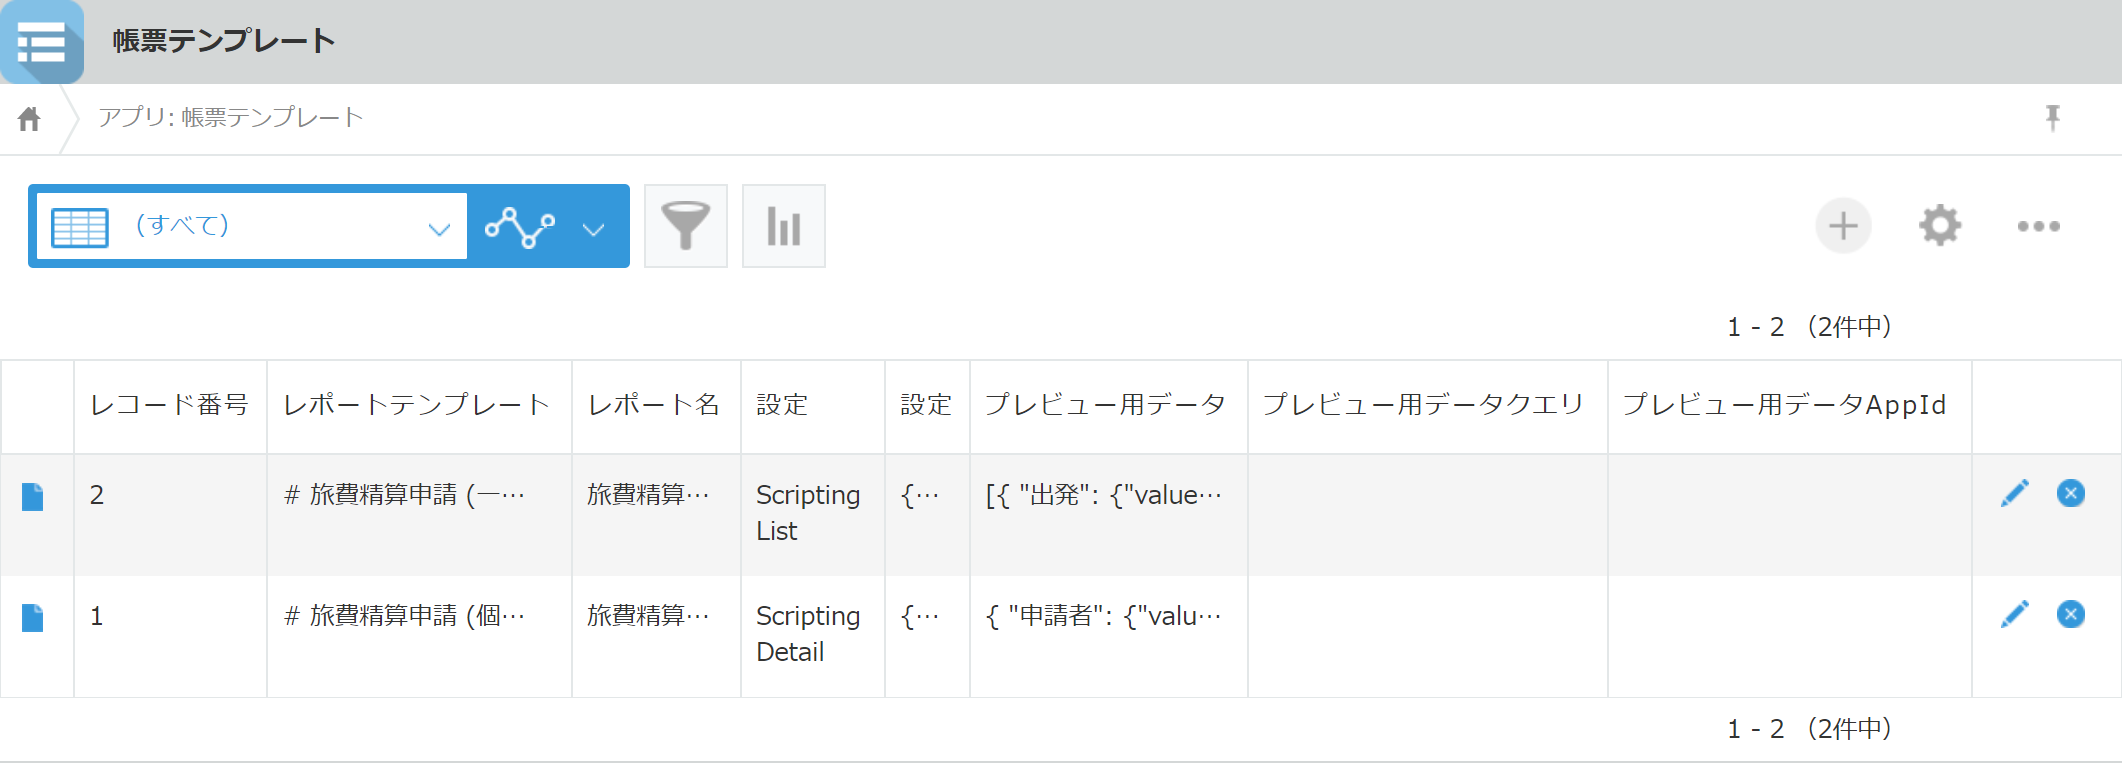 帳票テンプレート
アプリ: 帳票テンプレート
(すべて)
1 - 2 (2件中)
レコード番号 レポートテンプレート レポート名 設定 設定 プレビュー用データ プレビュー用データクエリ プレビュー用データAppId
2 # 旅費精算申請 (一… 旅費精算… Scripting {… [{ "出発": {"value…
List
1 # 旅費精算申請 (個… 旅費精算… Scripting {… { "申請者": {"valu…
Detail
1 - 2 (2件中)